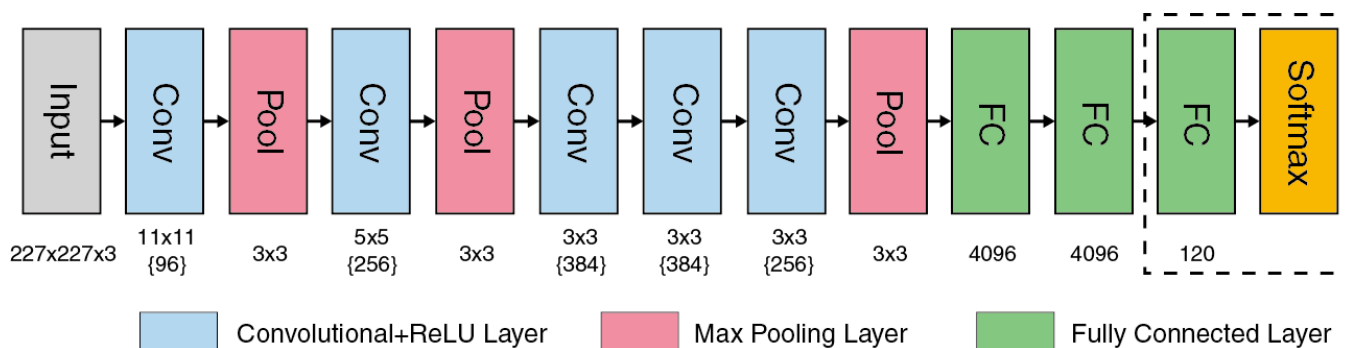 Input
Conv
Pool
Conv
Pool
Conv
Conv
Conv
Pool
FC
FC
FC
Softmax
227x227x3
11x11
{96}
3x3
5x5
{256}
3x3
3x3
{384}
3x3
{384}
3x3
{256}
3x3
4096
4096
120
Convolutional+ReLU Layer
Max Pooling Layer
Fully Connected Layer